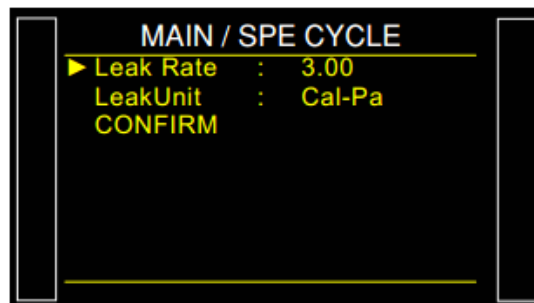 MAIN / SPE CYCLE
► Leak Rate : 3.00
LeakUnit : Cal-Pa
CONFIRM